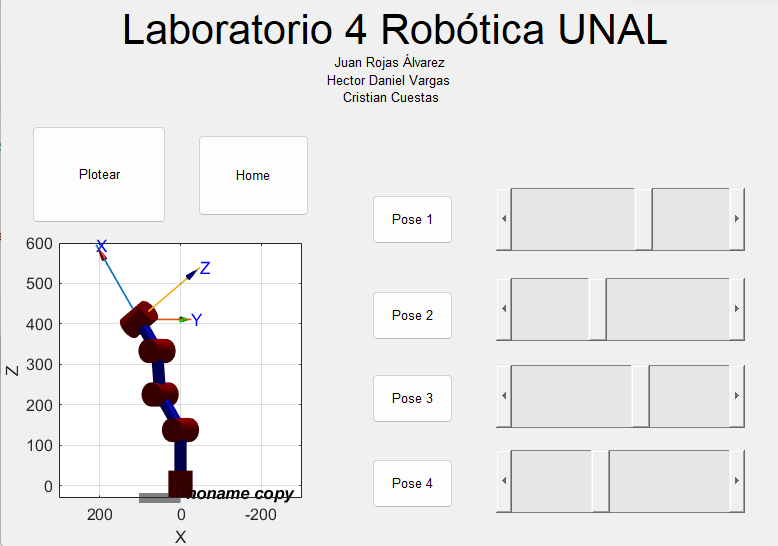 Laboratorio 4 Robótica UNAL
Juan Rojas Álvarez
Hector Daniel Vargas
Cristian Cuestas
Plotear
Home
Pose 1
Pose 2
Pose 3
Pose 4
600
500
400
300
200
100
0
Z
X
Z
Y
noname copy
200 0 -200
X